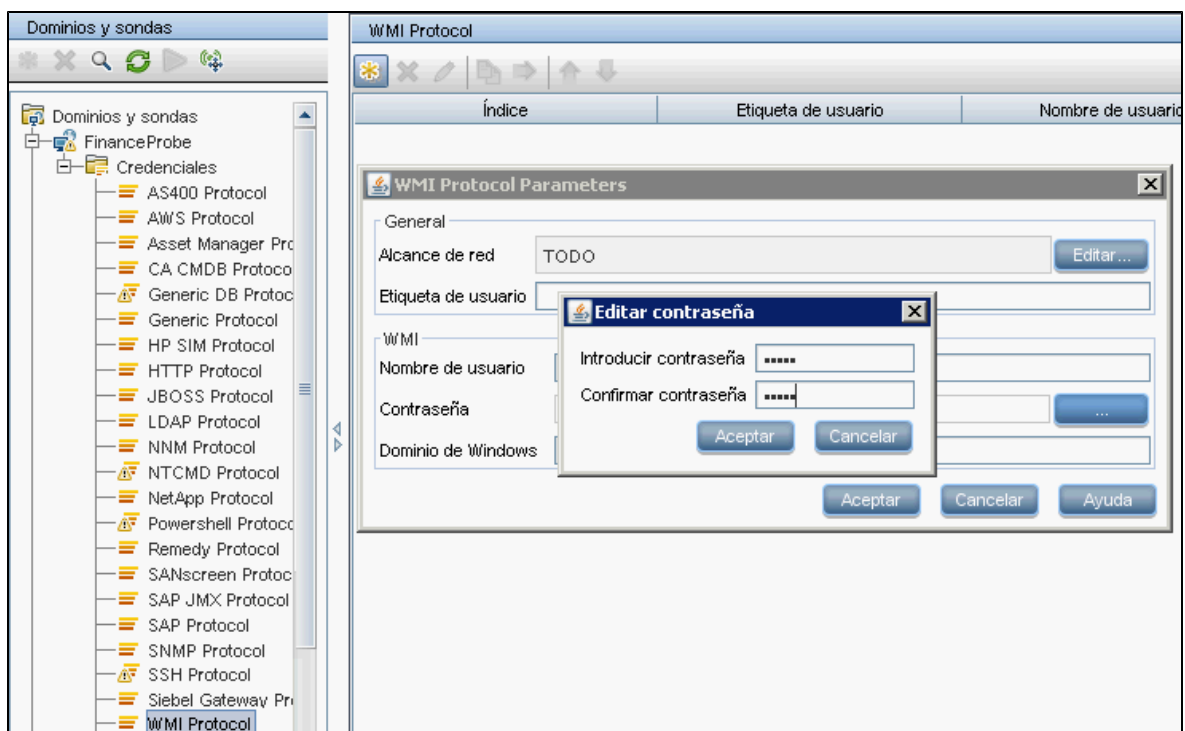 Dominios y sondas
Dominios y sondas
FinanceProbe
Credenciales
AS400 Protocol
AWS Protocol
Asset Manager Pro
CA CMDB Protoco
Generic DB Protoc
Generic Protocol
HP SIM Protocol
HTTP Protocol
JBOSS Protocol
LDAP Protocol
NNM Protocol
NTCMD Protocol
NetApp Protocol
Powershell Protoco
Remedy Protocol
SANscreen Protoc
SAP JMX Protocol
SAP Protocol
SNMP Protocol
SSH Protocol
Siebel Gateway Pr
WMI Protocol
WMI Protocol
Índice Etiqueta de usuario Nombre de usuario
WMI Protocol Parameters
General
Alcance de red TODO Editar...
Etiqueta de usuario
WMI
Nombre de usuario
Contraseña ...
Dominio de Windows
Aceptar Cancelar Ayuda
Editar contraseña
Introducir contraseña •••••
Confirmar contraseña •••••
Aceptar Cancelar